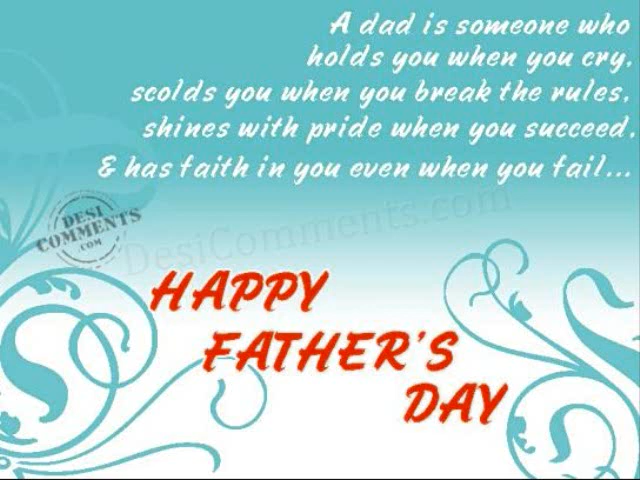 A dad is someone who
holds you when you cry,
scolds you when you break the rules,
shines with pride when you succeed,
& has faith in you even when you fail...
DESI
COMMENTS
.COM
DesiComments.com
HAPPY
FATHER'S
DAY